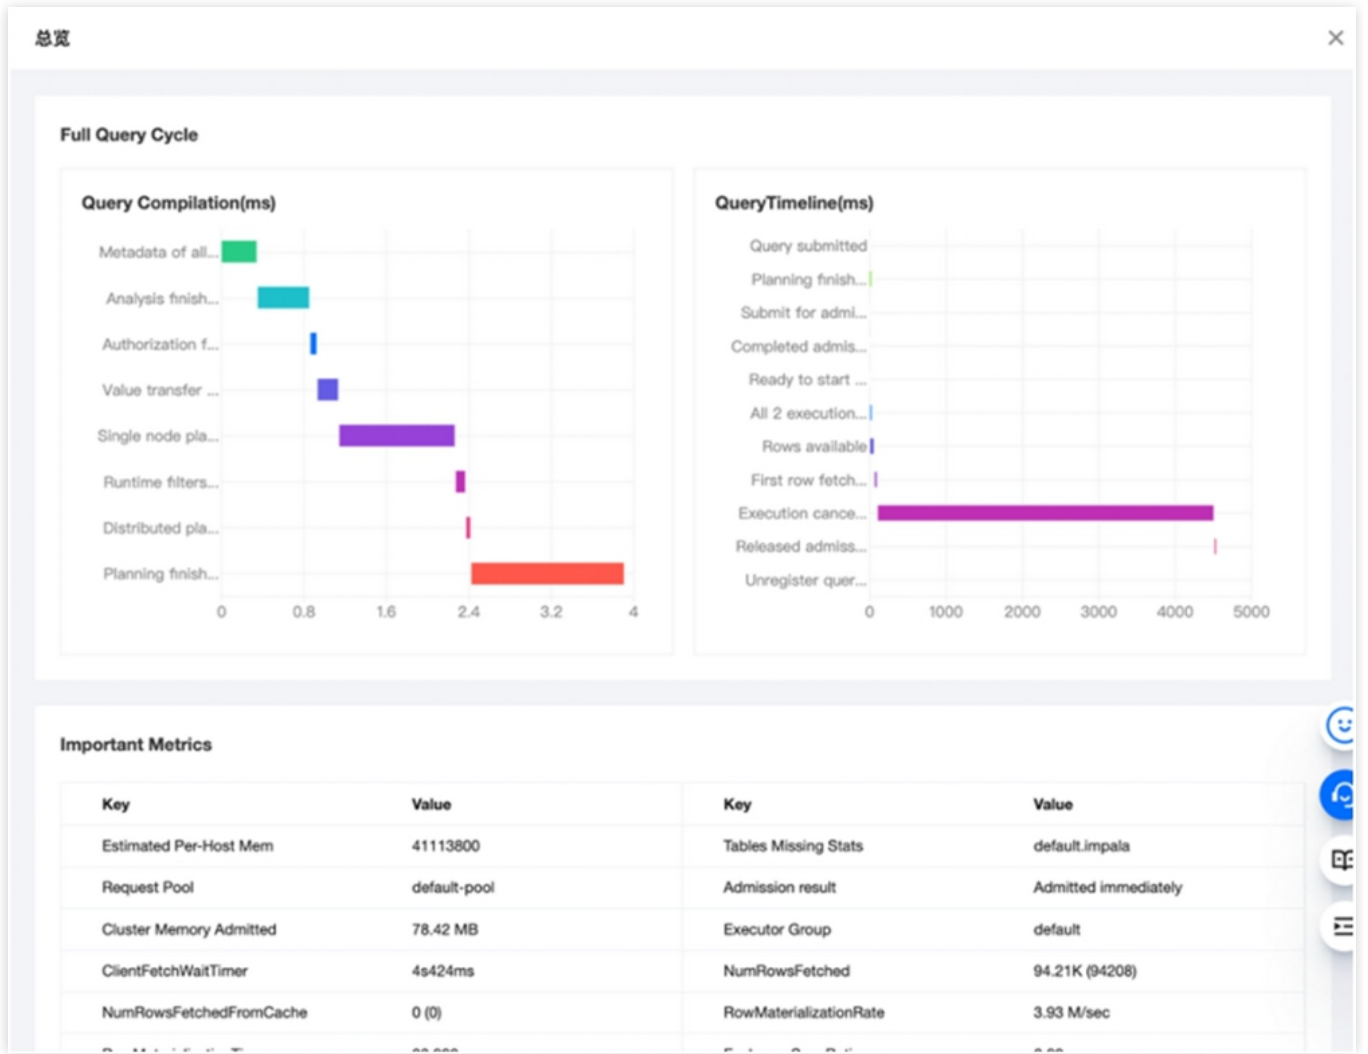 总览
Full Query Cycle
Query Compilation(ms)
Metadata of all...
Analysis finish...
Authorization f...
Value transfer ...
Single node pla...
Runtime filters...
Distributed pla...
Planning finish...
0 0.8 1.6 2.4 3.2 4
QueryTimeline(ms)
Query submitted
Planning finish...
Submit for admi...
Completed admis...
Ready to start ...
All 2 execution...
Rows available
First row fetch...
Execution cance...
Released admiss...
Unregister quer...
0 1000 2000 3000 4000 5000
Important Metrics
Key Value Key Value
Estimated Per-Host Mem 41113800 Tables Missing Stats default.impala
Request Pool default-pool Admission result Admitted immediately
Cluster Memory Admitted 78.42 MB Executor Group default
ClientFetchWaitTimer 4s424ms NumRowsFetched 94.21K (94208)
NumRowsFetchedFromCache 0 (0) RowMaterializationRate 3.93 M/sec